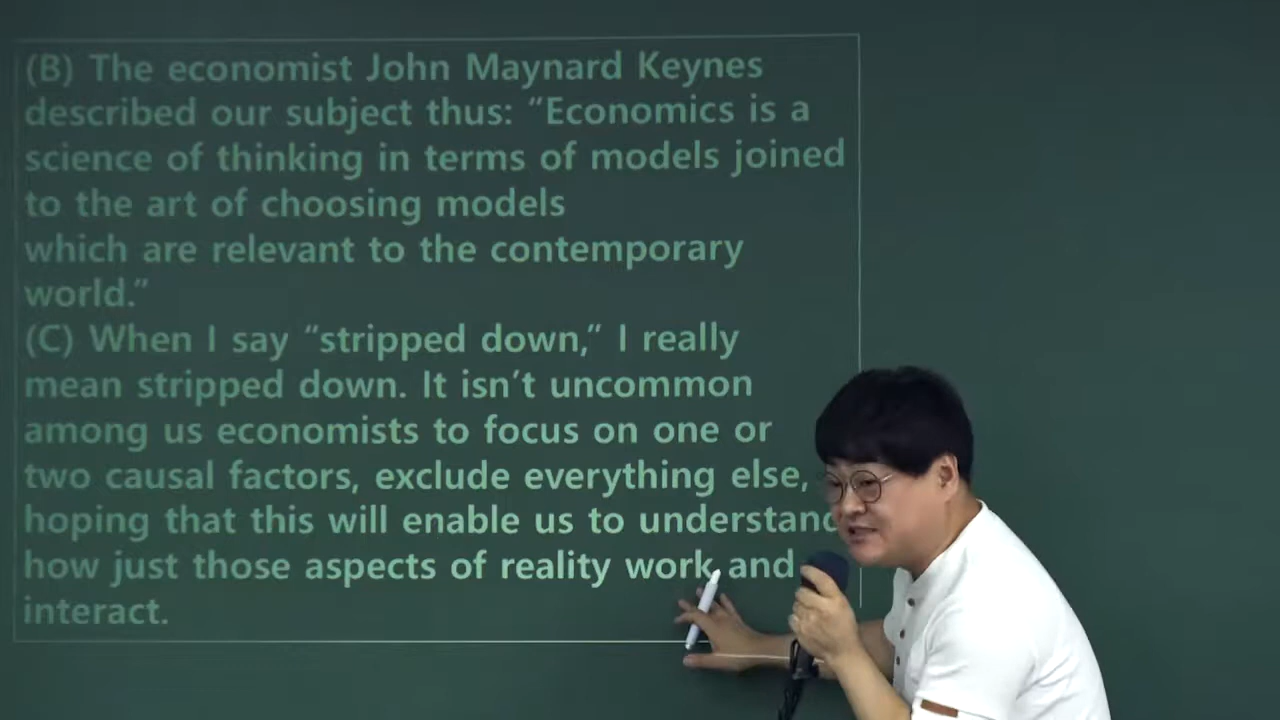 (B) The economist John Maynard Keynes
described our subject thus: “Economics is a
science of thinking in terms of models joined
to the art of choosing models
which are relevant to the contemporary
world.”
(C) When I say “stripped down,” I really
mean stripped down. It isn’t uncommon
among us economists to focus on one or
two causal factors, exclude everything else,
hoping that this will enable us to understand
how just those aspects of reality work and
interact.